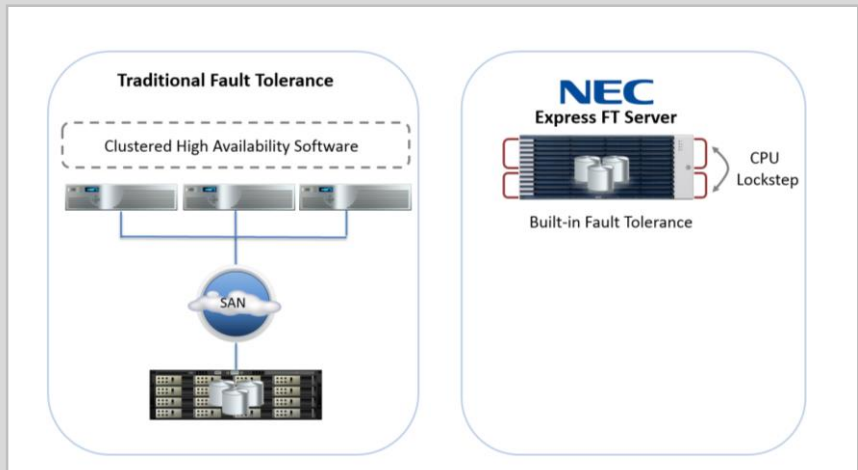 Traditional Fault Tolerance
Clustered High Availability Software
SAN
NEC
Express FT Server
CPU
Lockstep
Built-in Fault Tolerance